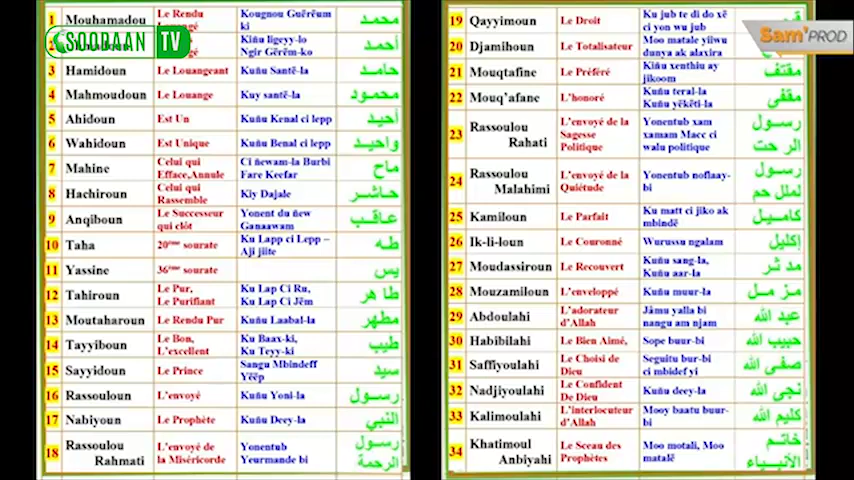 1 Mouhamadou Le Rendu Kougnou Guërëum ki محمد
SOORAAN TV
Kiñu ligeyy-lo Ngir Gërëm-ko أحمد
3 Hamidoun Le Louangeant Kuñu Santë-la حامد
4 Mahmoudoun Le Louange Kuy santë-la محمود
5 Ahidoun Est Un Kuñu Kenal ci lepp أحيد
6 Wahidoun Est Unique Kuñu Benal ci lepp واحيد
7 Mahine Celui qui Efface,Annule Ci ñewam-la Burbi Fare Keefar ماح
8 Hachiroun Celui qui Rassemble Kiy Dajale حاشر
9 Anqiboun Le Successeur qui clôt Yonent du ñew Ganaawam عاقب
10 Taha 20ème sourate Ku Lapp ci Lepp – Aji jiite طه
11 Yassine 36ème sourate يس
12 Tahiroun Le Pur, Le Purifiant Ku Lap Ci Ru, Ku Lap Ci Jëm طاهر
13 Moutaharoun Le Rendu Pur Kuñu Laabal-la مطهر
14 Tayyiboun Le Bon, L'excellent Ku Baax-ki, Ku Teyy-ki طيب
15 Sayyidoun Le Prince Sangu Mbindeff Yëëp سيد
16 Rassouloun L'envoyé Kuñu Yoni-la رسول
17 Nabiyoun Le Prophète Kuñu Deey-la النبي
18 Rassoulou Rahmati L'envoyé de la Miséricorde Yonentub Yeurmande bi رسول الرحمة
Sam'PROD
19 Qayyimoun Le Droit Ku jub te di do xë ci yon wu jub
20 Djamihoun Le Totalisateur Moo matale yiiwu dunya ak alaxira
21 Mouqtafine Le Préféré Kiñu xenthiu ay jikoom مقتف
22 Mouq'afane L'honoré Kuñu teral-la Kuñu yëkëti-la مقفى
23 Rassoulou Rahati L'envoyé de la Sagesse Politique Yonentub xam xamam Macc ci walu politique رسول الرحت
24 Rassoulou Malahimi L'envoyé de la Quiétude Yonentub noflaay-bi رسول لملل حم
25 Kamiloun Le Parfait Ku matt ci jiko ak mbindë كاميل
26 Ik-li-loun Le Couronné Wurussu ngalam إكليل
27 Moudassiroun Le Recouvert Kuñu sang-la, Kuñu aar-la مدثر
28 Mouzamiloun L'enveloppé Kuñu muur-la مزمل
29 Abdoulahi L'adorateur d'Allah Jâmu yalla bi nangu am njam عبد الله
30 Habibilahi Le Bien Aimé, Sope buur-bi حبيب الله
31 Saffiyoulahi Le Choisi de Dieu Seguitu bur-bi ci mbidef yi صفى الله
32 Nadjiyoulahi Le Confident De Dieu Kuñu deey-la نجى الله
33 Kalimoulahi L'interlocuteur d'Allah Mooy baatu buur-bi كليم الله
34 Khatimoul Anbiyahi Le Sceau des Prophètes Moo motali, Moo matalë خاتم الأنبياء